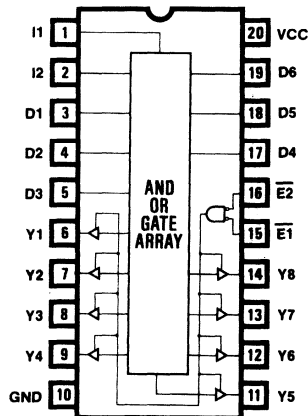 I1 1 20 VCC
I2 2 19 D6
D1 3 18 D5
D2 4 17 D4
D3 5 16 E2
Y1 6 15 E1
Y2 7 14 Y8
Y3 8 13 Y7
Y4 9 12 Y6
GND 10 11 Y5
AND
OR
GATE
ARRAY